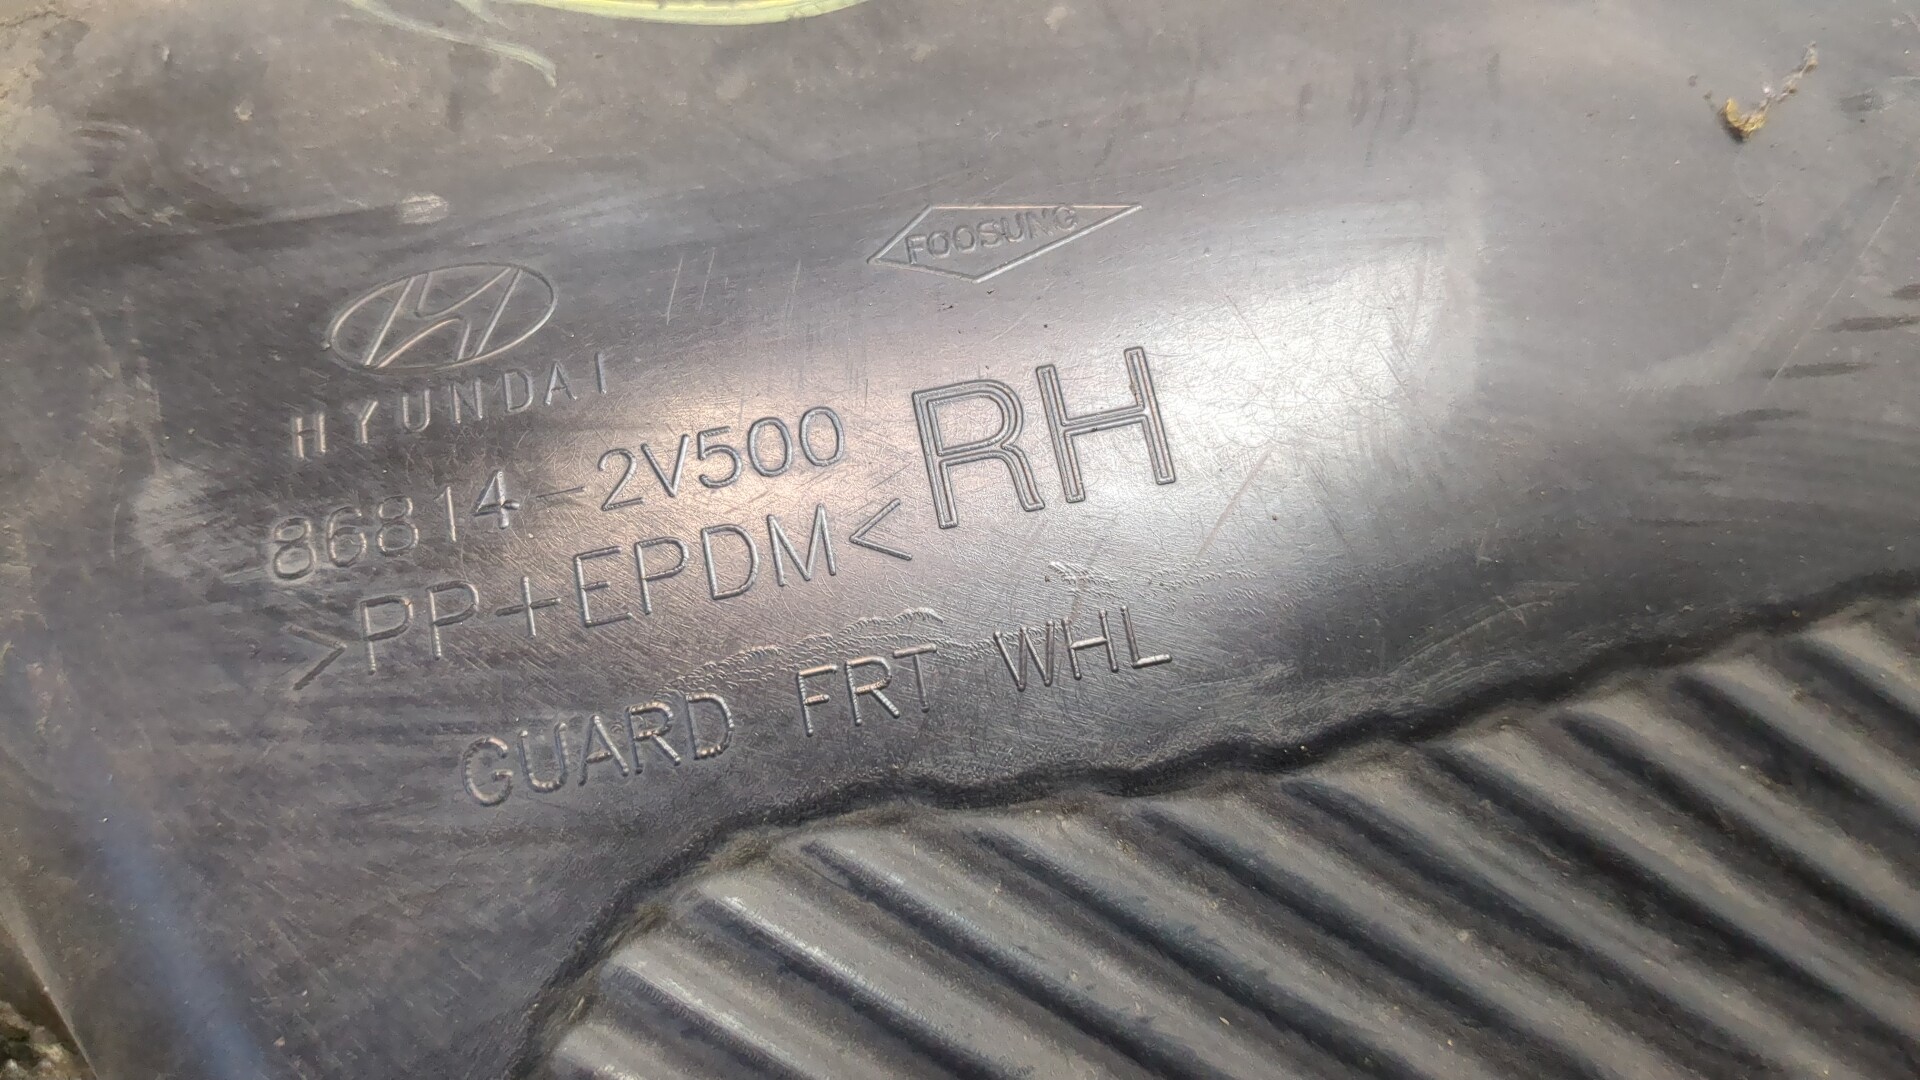 FOOSUNG
HYUNDAI
86814-2V500
>PP+EPDM<
RH
GUARD FRT WHL